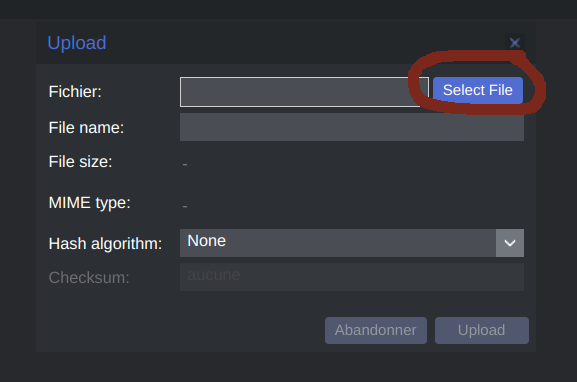 Upload
Fichier: Select File
File name:
File size: -
MIME type: -
Hash algorithm: None
Checksum: aucune
Abandonner Upload